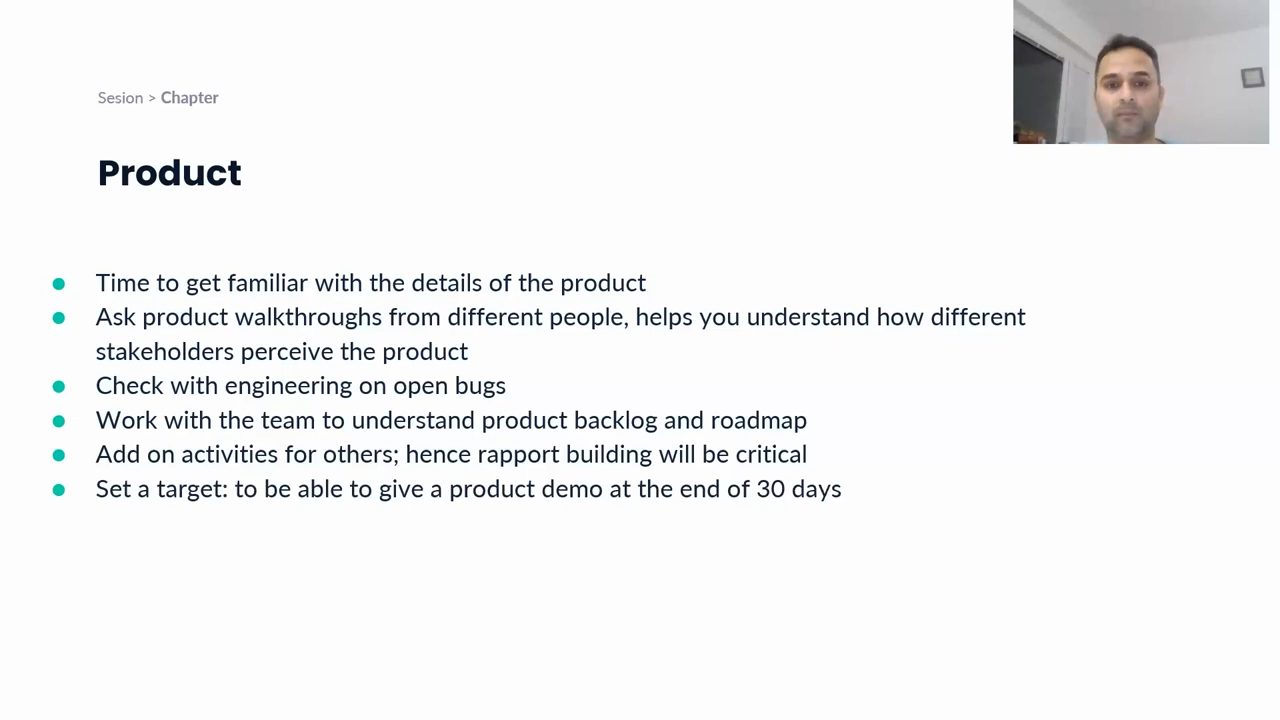 Sesion > Chapter
Product
● Time to get familiar with the details of the product
● Ask product walkthroughs from different people, helps you understand how different
stakeholders perceive the product
● Check with engineering on open bugs
● Work with the team to understand product backlog and roadmap
● Add on activities for others; hence rapport building will be critical
● Set a target: to be able to give a product demo at the end of 30 days